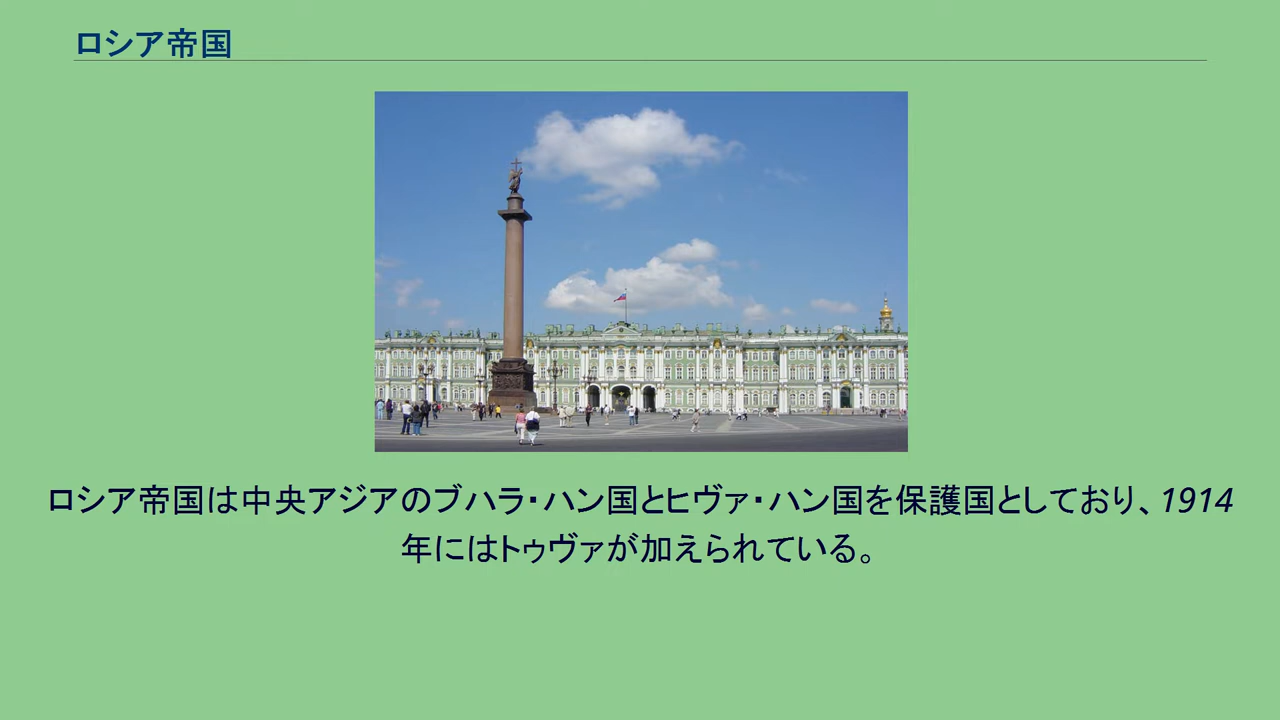 ロシア帝国
ロシア帝国は中央アジアのブハラ・ハン国とヒヴァ・ハン国を保護国としており、1914
年にはトゥヴァが加えられている。